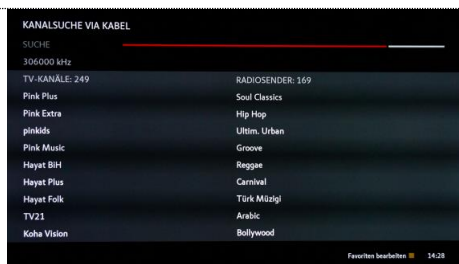 KANALSUCHE VIA KABEL
SUCHE
306000 kHz
TV-KANÄLE: 249 RADIOSENDER: 169
Pink Plus Soul Classics
Pink Extra Hip Hop
pinkids Ultim. Urban
Pink Music Groove
Hayat BiH Reggae
Hayat Plus Carnival
Hayat Folk Türk Müzigi
TV21 Arabic
Koha Vision Bollywood
Favoriten bearbeiten 14:28